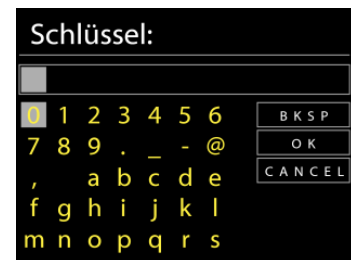 Schlüssel:
0 1 2 3 4 5 6 BKSP
7 8 9 . _ - @ OK
, a b c d e CANCEL
f g h i j k l
m n o p q r s